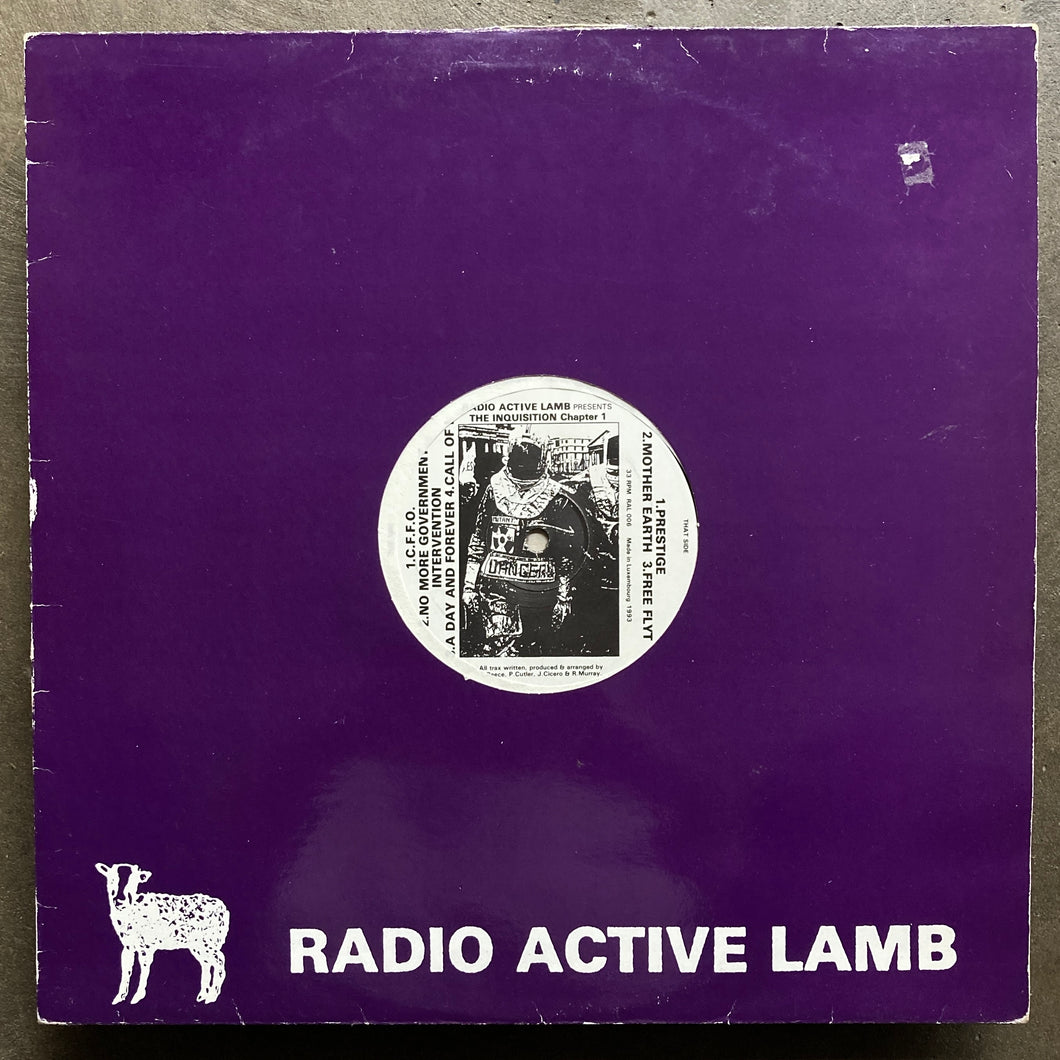 RADIO ACTIVE LAMB PRESENTS
THE INQUISITION Chapter 1
1.C.F.F.O.
2.NO MORE GOVERNMENT
INTERVENTION
A DAY AND FOREVER 4.CALL OF
MUTANT
DANGER
THAT SIDE
1.PRESTIGE
2.MOTHER EARTH 3.FREE FLYT
33 RPM RAL 006 Made in Luxembourg 1993
All trax written, produced & arranged by
P.Cutler, J.Cicero & R.Murray.
RADIO ACTIVE LAMB